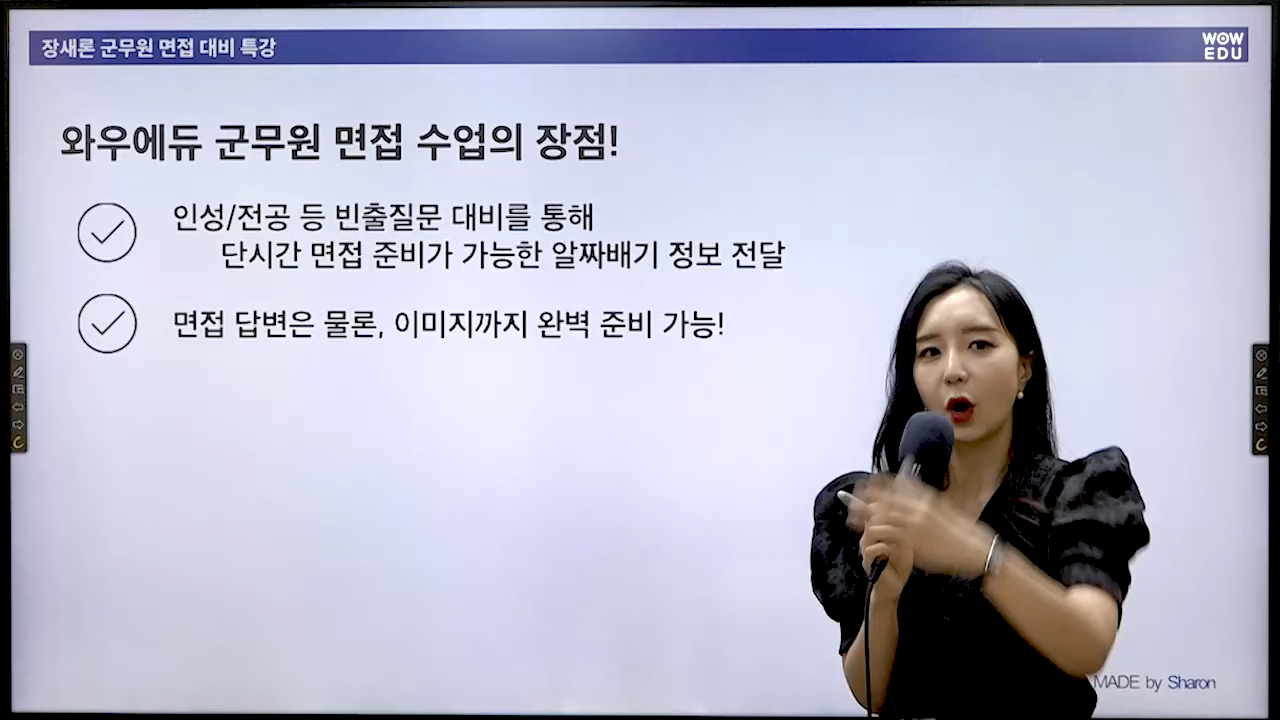 장새론 군무원 면접 대비 특강
WOW
EDU
와우에듀 군무원 면접 수업의 장점!
인성/전공 등 빈출질문 대비를 통해
단시간 면접 준비가 가능한 알짜배기 정보 전달
면접 답변은 물론, 이미지까지 완벽 준비 가능!
MADE by Sharon